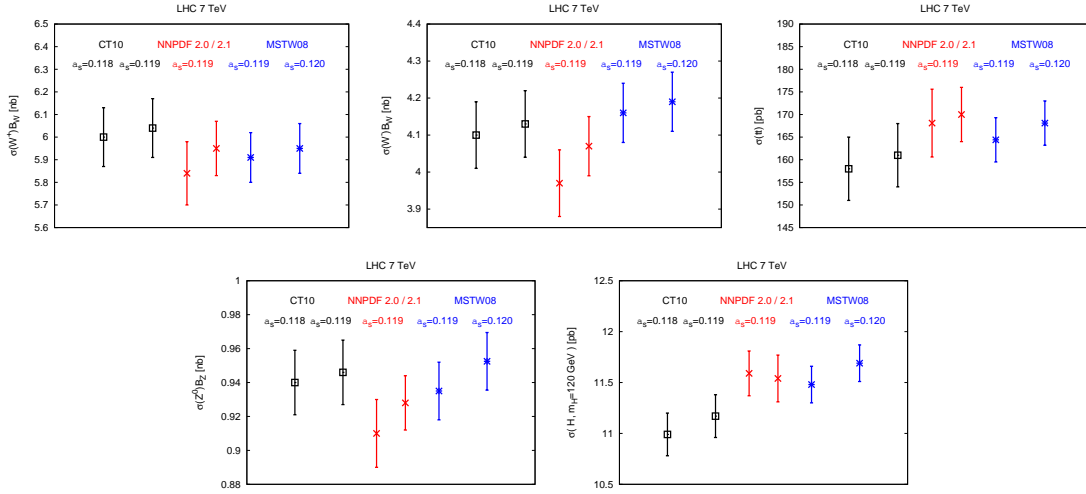 LHC 7 TeV
6.5
6.4
6.3
6.2
6.1
6
5.9
5.8
5.7
5.6
σ(W⁺)B_W [nb]
CT10 NNPDF 2.0 / 2.1 MSTW08
a_s=0.118 a_s=0.119 a_s=0.119 a_s=0.119 a_s=0.120
LHC 7 TeV
4.4
4.3
4.2
4.1
4
3.9
σ(W⁻)B_W [nb]
CT10 NNPDF 2.0 / 2.1 MSTW08
a_s=0.118 a_s=0.119 a_s=0.119 a_s=0.119 a_s=0.120
LHC 7 TeV
190
185
180
175
170
165
160
155
150
145
σ(tt) [pb]
CT10 NNPDF 2.0 / 2.1 MSTW08
a_s=0.118 a_s=0.119 a_s=0.119 a_s=0.119 a_s=0.120
LHC 7 TeV
1
0.98
0.96
0.94
0.92
0.9
0.88
σ(Z⁰)B_Z [nb]
CT10 NNPDF 2.0 / 2.1 MSTW08
a_s=0.118 a_s=0.119 a_s=0.119 a_s=0.119 a_s=0.120
LHC 7 TeV
12.5
12
11.5
11
10.5
σ( H, m_H=120 GeV ) [pb]
CT10 NNPDF 2.0 / 2.1 MSTW08
a_s=0.118 a_s=0.119 a_s=0.119 a_s=0.119 a_s=0.120